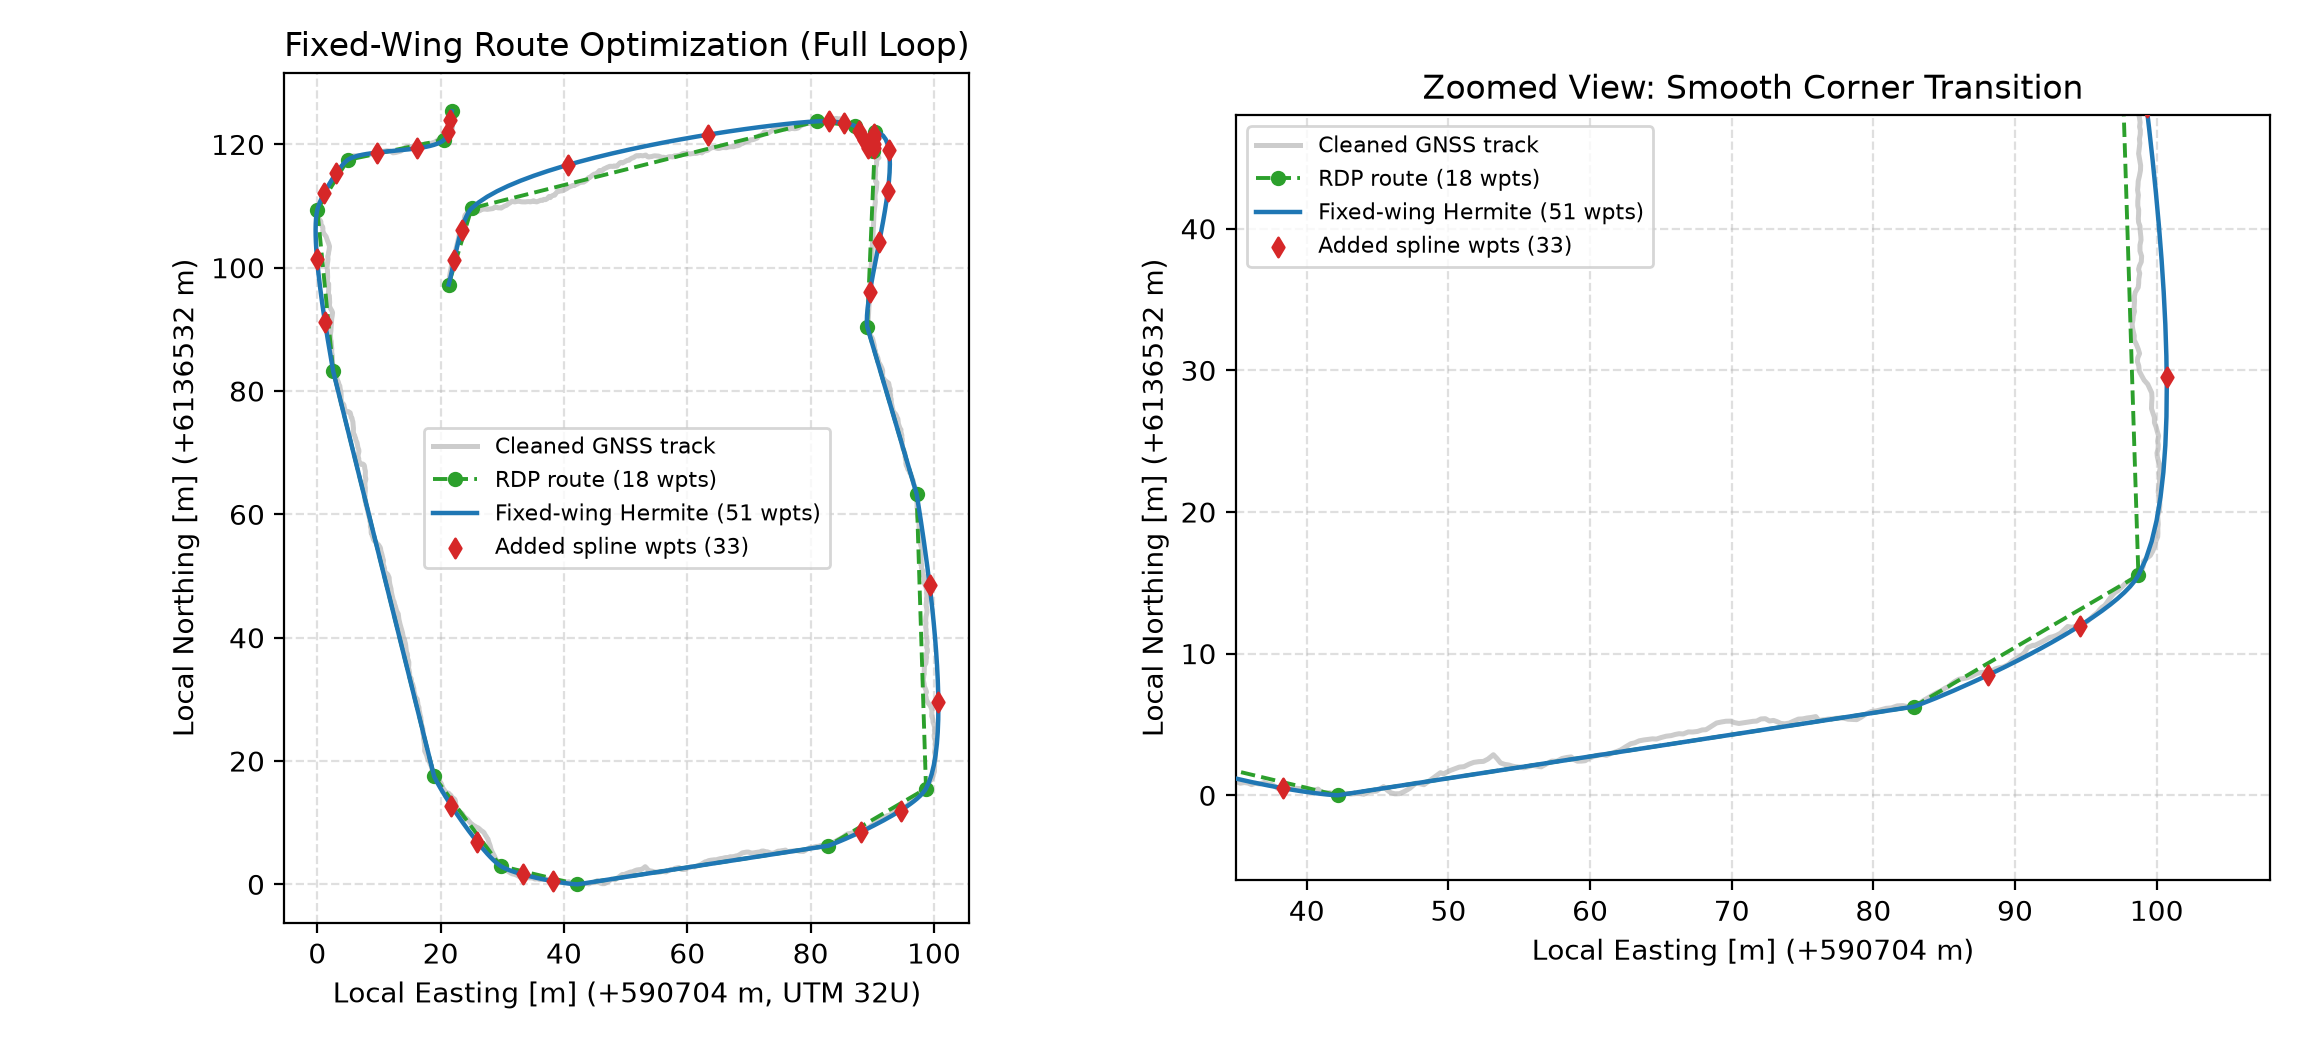 Fixed-Wing Route Optimization (Full Loop)
120
100
80
60
40
20
0
0 20 40 60 80 100
Local Northing [m] (+6136532 m)
Local Easting [m] (+590704 m, UTM 32U)
Cleaned GNSS track
RDP route (18 wpts)
Fixed-wing Hermite (51 wpts)
Added spline wpts (33)
Zoomed View: Smooth Corner Transition
Cleaned GNSS track
RDP route (18 wpts)
Fixed-wing Hermite (51 wpts)
Added spline wpts (33)
40
30
20
10
0
40 50 60 70 80 90 100
Local Northing [m] (+6136532 m)
Local Easting [m] (+590704 m)